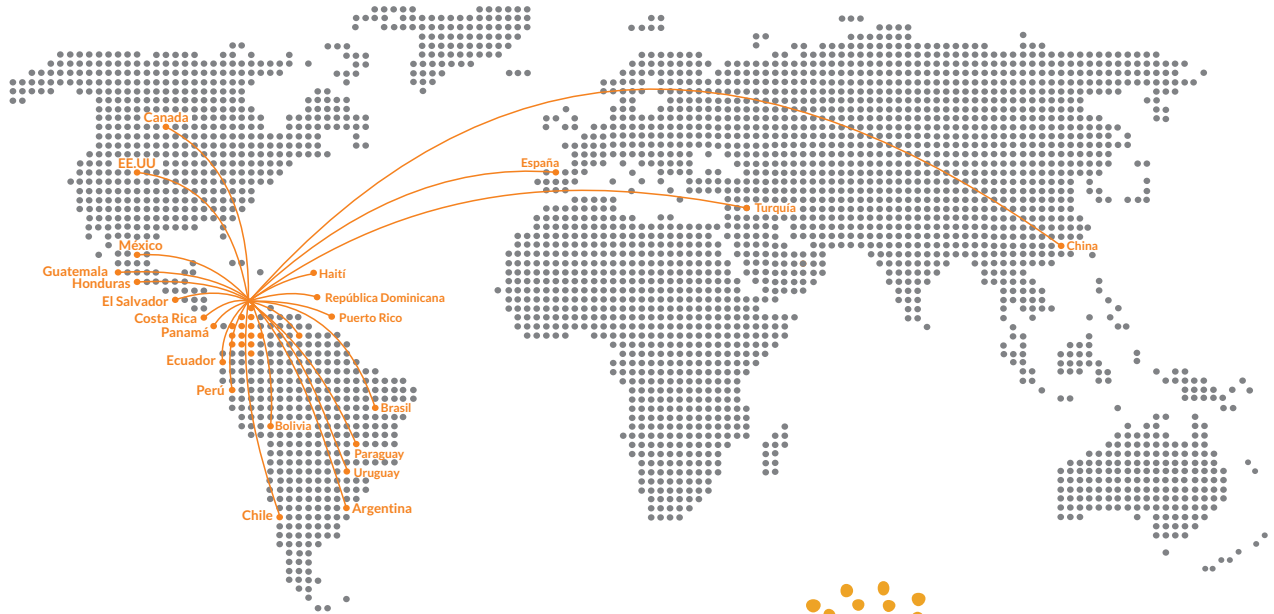 Canada
EE.UU
España
Turquía
México
China
Guatemala
Haití
Honduras
El Salvador
República Dominicana
Costa Rica
Puerto Rico
Panamá
Ecuador
Perú
Brasil
Bolivia
Paraguay
Uruguay
Argentina
Chile